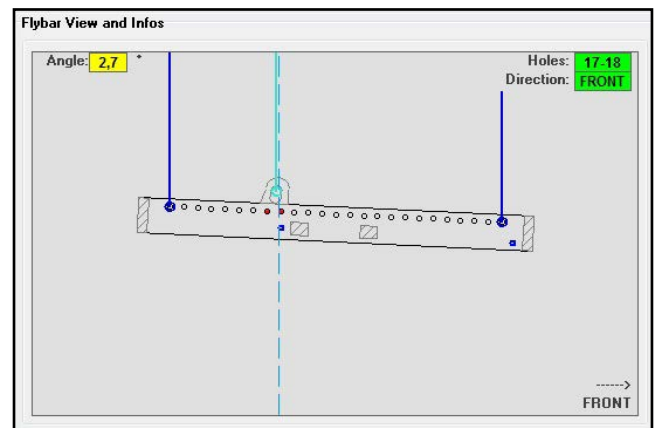 Flybar View and Infos
Angle: 2,7 °
Holes: 17-18
Direction: FRONT
------>
FRONT